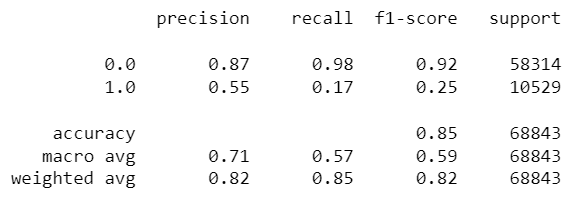 precision recall f1-score support
0.0 0.87 0.98 0.92 58314
1.0 0.55 0.17 0.25 10529
accuracy 0.85 68843
macro avg 0.71 0.57 0.59 68843
weighted avg 0.82 0.85 0.82 68843